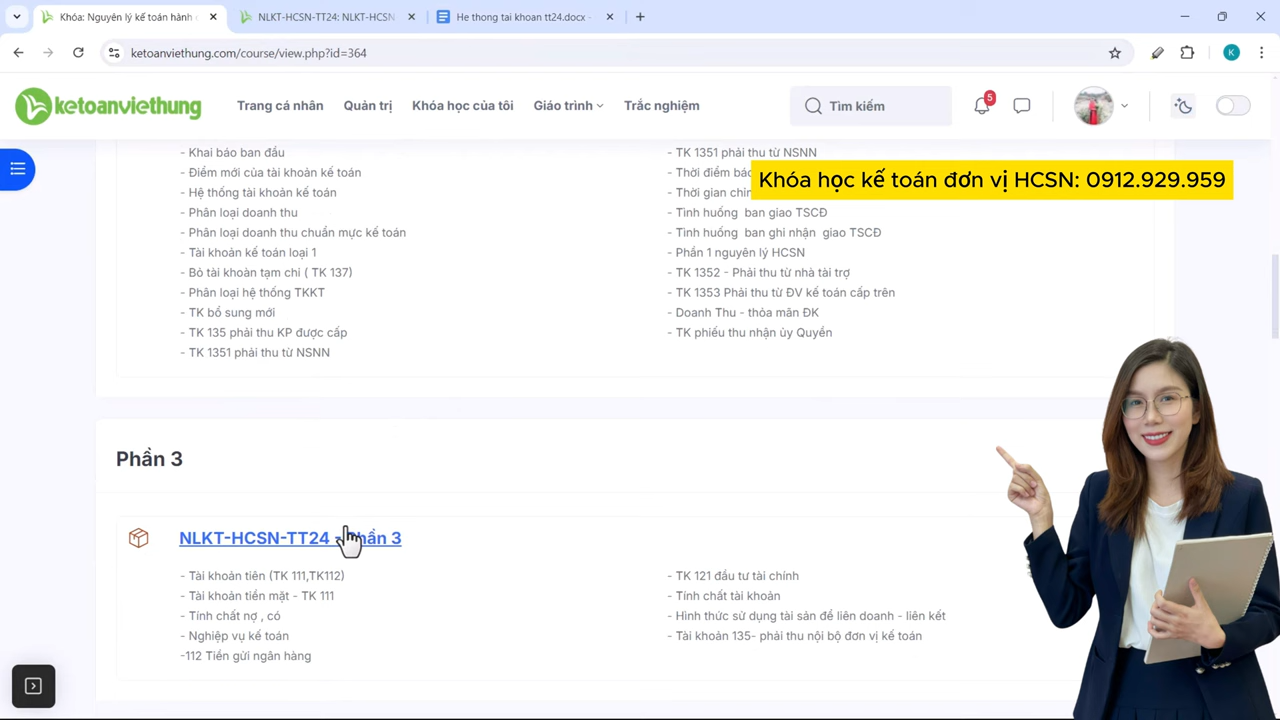 Khóa: Nguyên lý kế toán hành c
NLKT-HCSN-TT24: NLKT-HCSN
He thong tai khoan tt24.docx -
ketoanviethung.com/course/view.php?id=364
K
ketoanviethung
Trang cá nhân
Quản trị
Khóa học của tôi
Giáo trình
Trắc nghiệm
Tìm kiếm
5
Khóa học kế toán đơn vị HCSN: 0912.929.959
- Khai báo ban đầu
- Điểm mới của tài khoản kế toán
- Hệ thống tài khoản kế toán
- Phân loại doanh thu
- Phân loại doanh thu chuẩn mực kế toán
- Tài khoản kế toán loại 1
- Bỏ tài khoản tạm chi ( TK 137)
- Phân loại hệ thống TKKT
- TK bổ sung mới
- TK 135 phải thu KP được cấp
- TK 1351 phải thu từ NSNN
- TK 1351 phải thu từ NSNN
- Thời điểm
- Thời gian
- Tình huống ban giao TSCĐ
- Tình huống ban ghi nhận giao TSCĐ
- Phần 1 nguyên lý HCSN
- TK 1352 - Phải thu từ nhà tài trợ
- TK 1353 Phải thu từ ĐV kế toán cấp trên
- Doanh Thu - thỏa mãn ĐK
- TK phiếu thu nhận ủy Quyền
Phần 3
NLKT-HCSN-TT24 - Phần 3
- Tài khoản tiên (TK 111,TK112)
- Tài khoản tiền mặt - TK 111
- Tính chất nợ , có
- Nghiệp vụ kế toán
-112 Tiền gửi ngân hàng
- TK 121 đầu tư tài chính
- Tính chất tài khoản
- Hình thức sử dụng tài sản để liên doanh - liên kết
- Tài khoản 135- phải thu nội bộ đơn vị kế toán